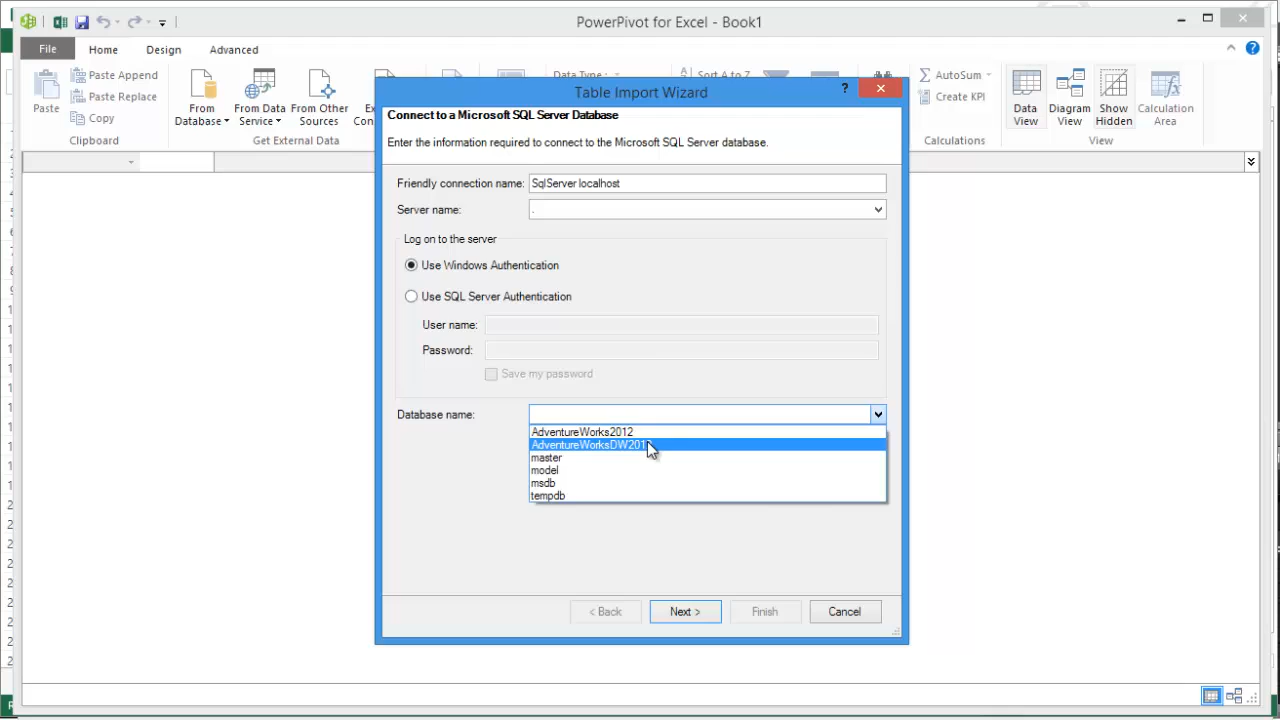 PowerPivot for Excel - Book1
File Home Design Advanced
Paste
Paste Append
Paste Replace
Copy
Clipboard
From Database
From Data Service
From Other Sources
Get External Data
AutoSum
Create KPI
Calculations
Data View
Diagram View
Show Hidden
Calculation Area
View
Table Import Wizard
?
Connect to a Microsoft SQL Server Database
Enter the information required to connect to the Microsoft SQL Server database.
Friendly connection name: SqlServer localhost
Server name: .
Log on to the server
Use Windows Authentication
Use SQL Server Authentication
User name:
Password:
Save my password
Database name:
AdventureWorks2012
master
model
msdb
tempdb
< Back Next > Finish Cancel